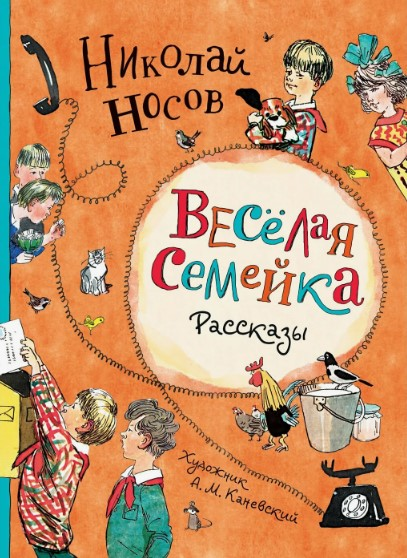 Николай
Носов
Весёлая
семейка
Рассказы
Художник
А. М. Каневский